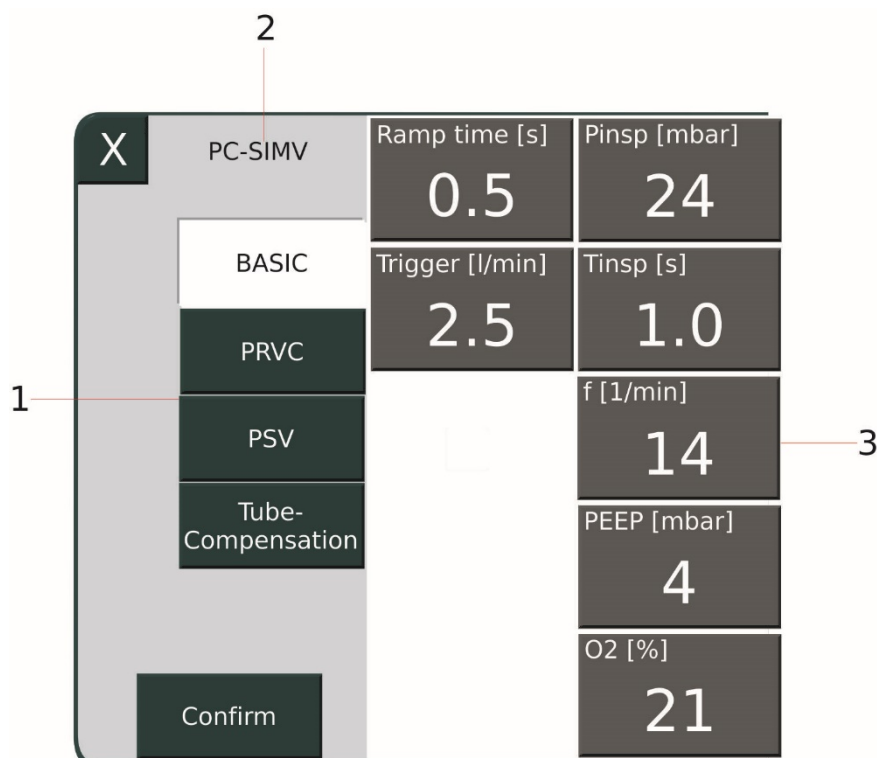 2
X
PC-SIMV
Ramp time [s]
0.5
Pinsp [mbar]
24
BASIC
Trigger [l/min]
2.5
Tinsp [s]
1.0
PRVC
1
f [1/min]
14
3
PSV
Tube-
Compensation
PEEP [mbar]
4
O2 [%]
21
Confirm